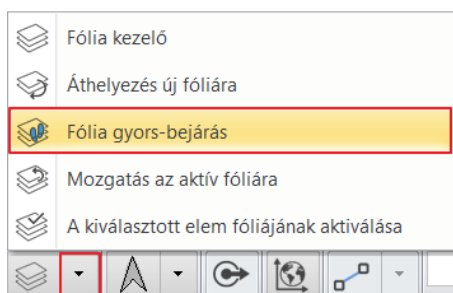 Fólia kezelő
Áthelyezés új fóliára
Fólia gyors-bejárás
Mozgatás az aktív fóliára
A kiválasztott elem fóliájának aktiválása